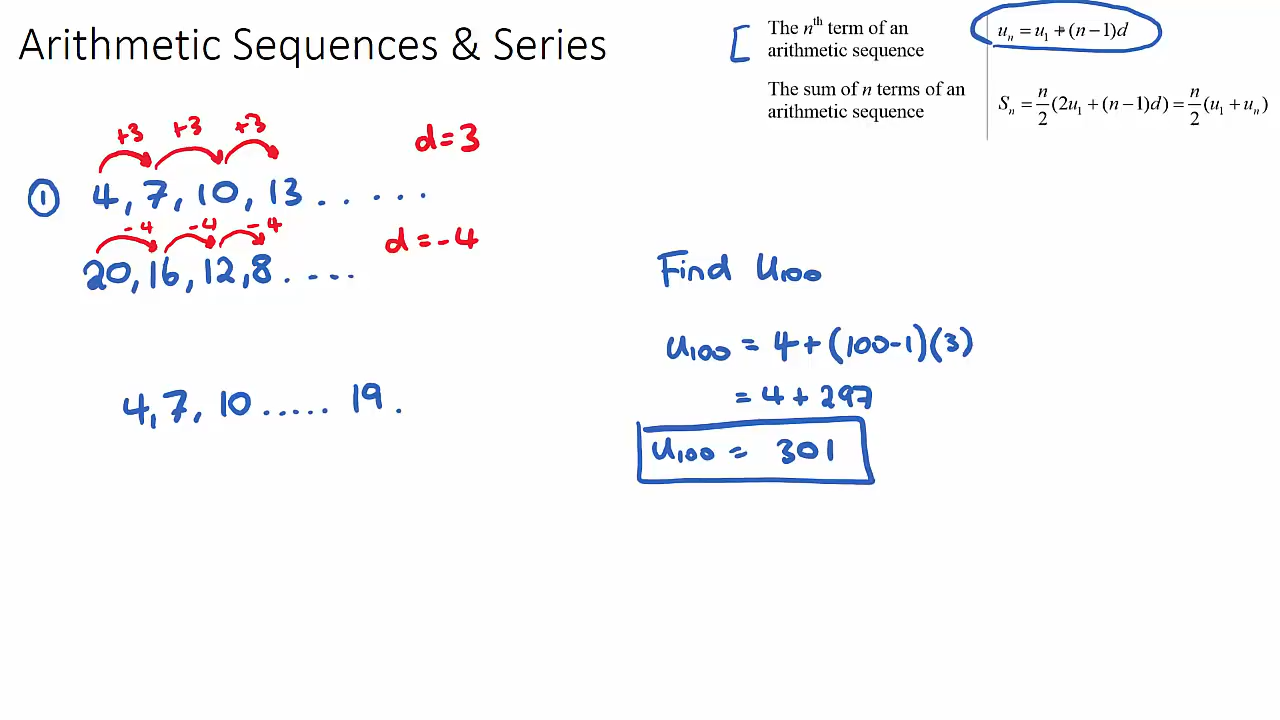 Arithmetic Sequences & Series
The nth term of an
arithmetic sequence
uₙ = u₁ + (n − 1)d
The sum of n terms of an
arithmetic sequence
Sₙ = n/2 (2u₁ + (n − 1)d) = n/2 (u₁ + uₙ)
+3 +3 +3
d = 3
① 4, 7, 10, 13 . . . . .
-4 -4 -4
d = -4
20, 16, 12, 8 . . . .
4, 7, 10 ..... 19 .
Find u₁₀₀
u₁₀₀ = 4 + (100-1)(3)
= 4 + 297
u₁₀₀ = 301